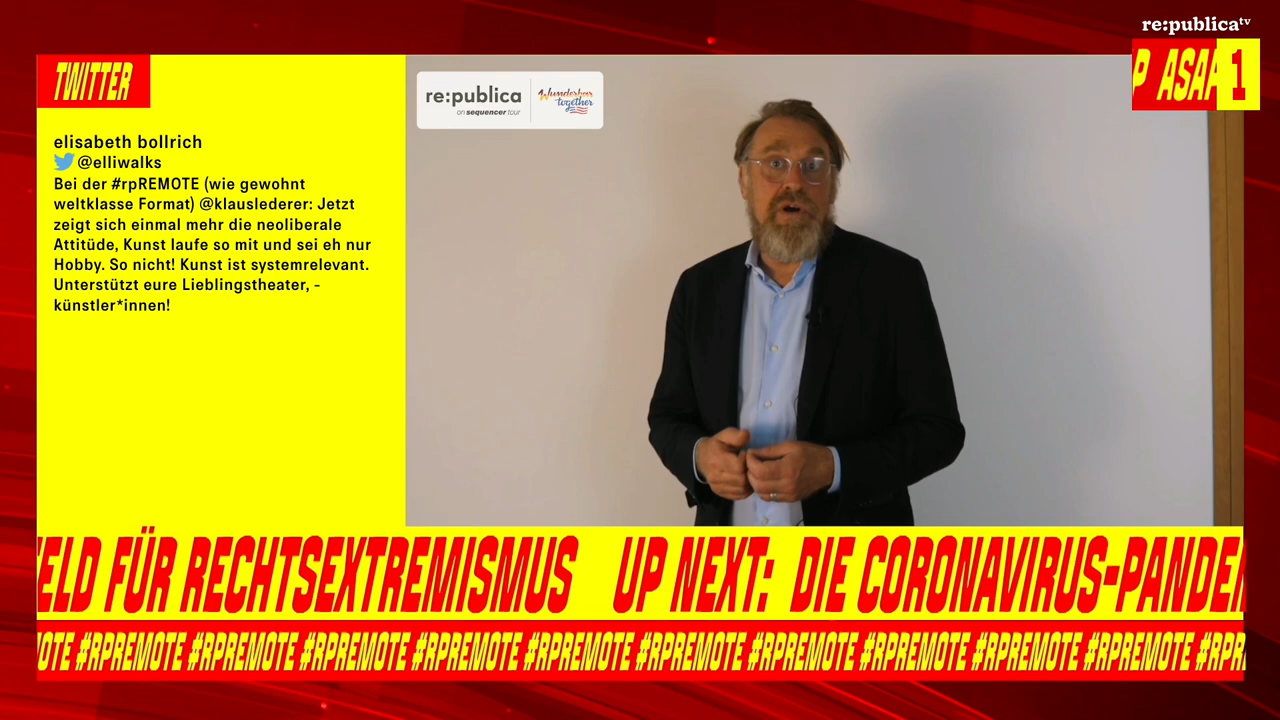 re:publica tv
P ASAP 1
TWITTER
re:publica
on sequencer tour
Wunderbar
together
elisabeth bollrich
@elliwalks
Bei der #rpREMOTE (wie gewohnt
weltklasse Format) @klauslederer: Jetzt
zeigt sich einmal mehr die neoliberale
Attitüde, Kunst laufe so mit und sei eh nur
Hobby. So nicht! Kunst ist systemrelevant.
Unterstützt eure Lieblingstheater, -
künstler*innen!
ELD FÜR RECHTSEXTREMISMUS UP NEXT: DIE CORONAVIRUS-PANDEM
MOTE #RPREMOTE #RPREMOTE #RPREMOTE #RPREMOTE #RPREMOTE #RPREMOTE #RPREMOTE #RPREMOTE #RPREMOTE #RPREMOTE #RPR